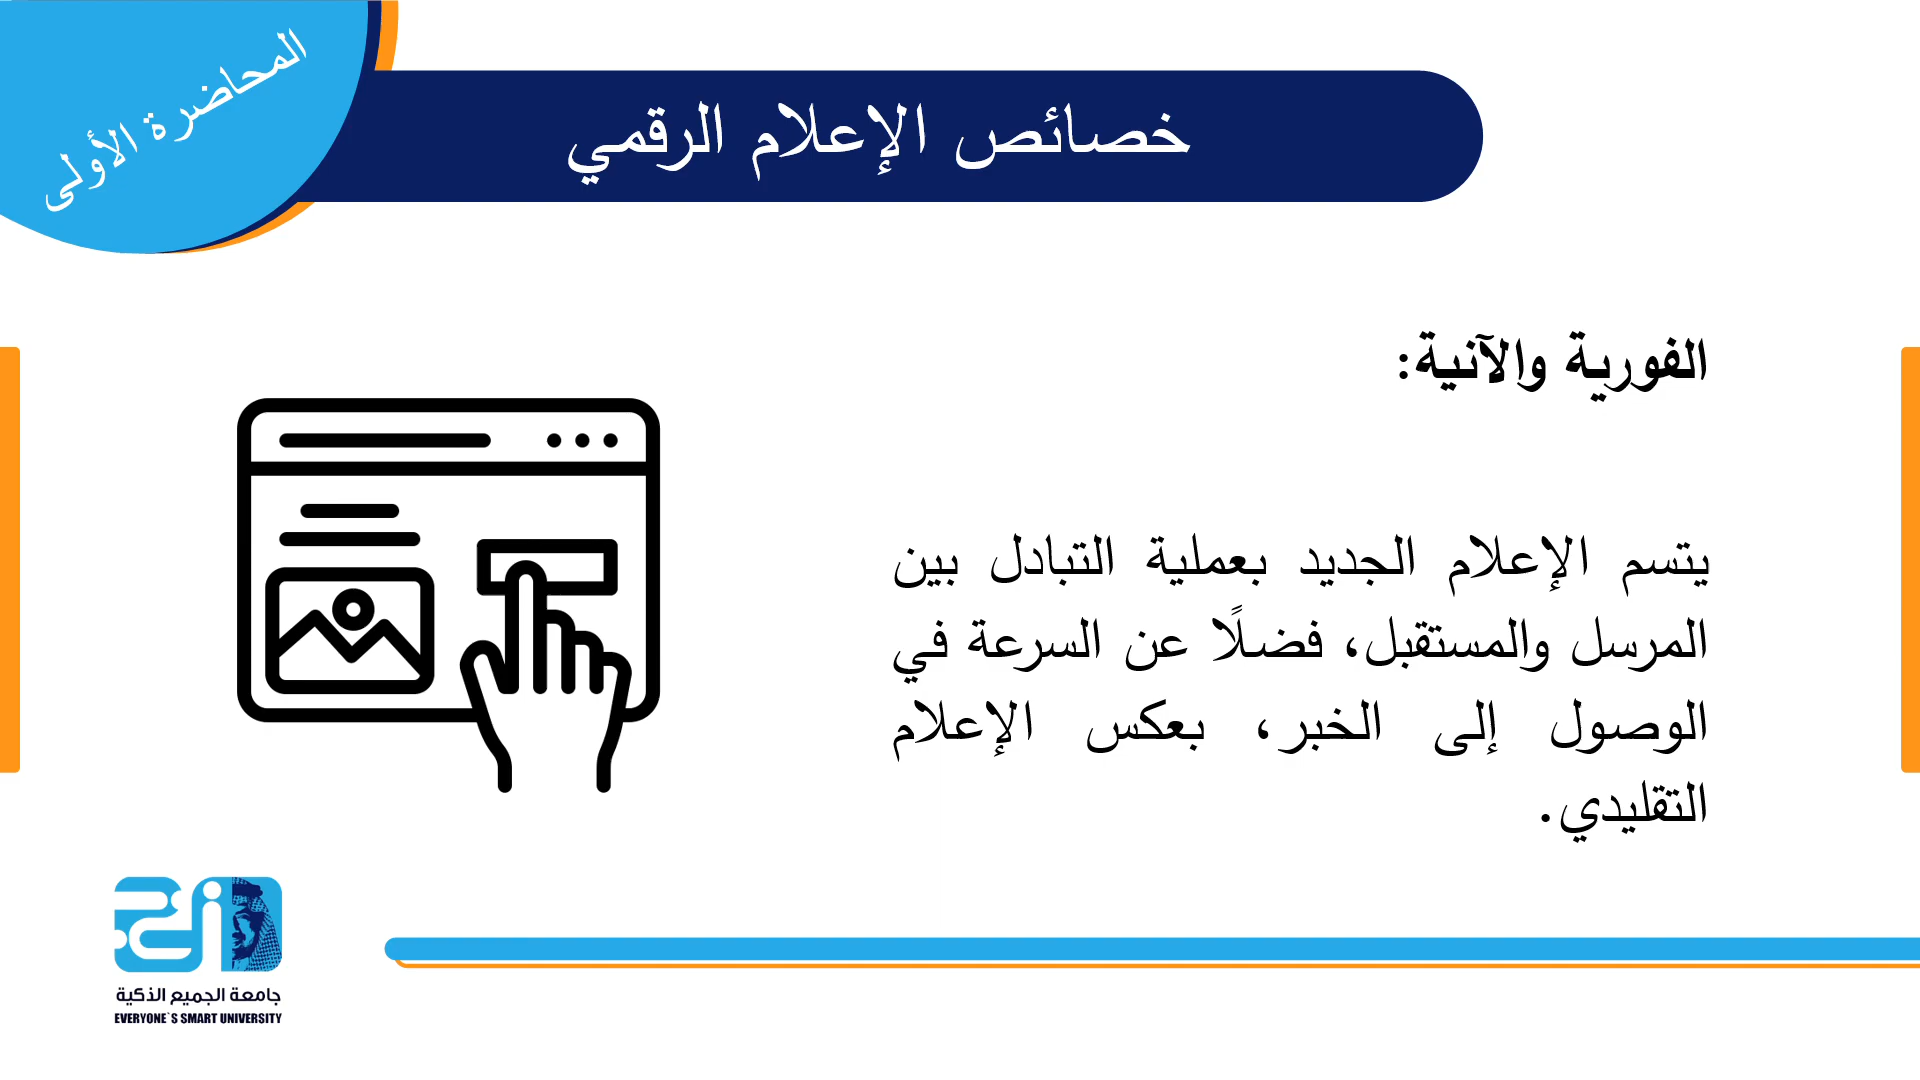 المحاضرة الأولى
خصائص الإعلام الرقمي
الفورية والآنية:
يتسم الإعلام الجديد بعملية التبادل بين
المرسل والمستقبل، فضلًا عن السرعة في
الوصول إلى الخبر، بعكس الإعلام
التقليدي.
جامعة الجميع الذكية
EVERYONE`S SMART UNIVERSITY